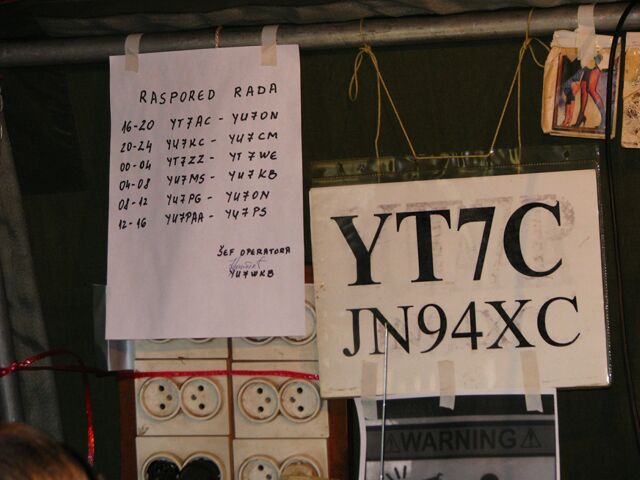 RASPORED RADA
16-20 YT7AC - YU7ON
20-24 YU7KC - YU7CM
00-04 YT7ZZ - YT7WE
04-08 YU7MS - YU7KB
08-12 YU7PG - YU7ON
12-16 YU7PAA - YU7PS
ŠEF OPERATORA
YU7WKB
YT7C
JN94XC
WARNING